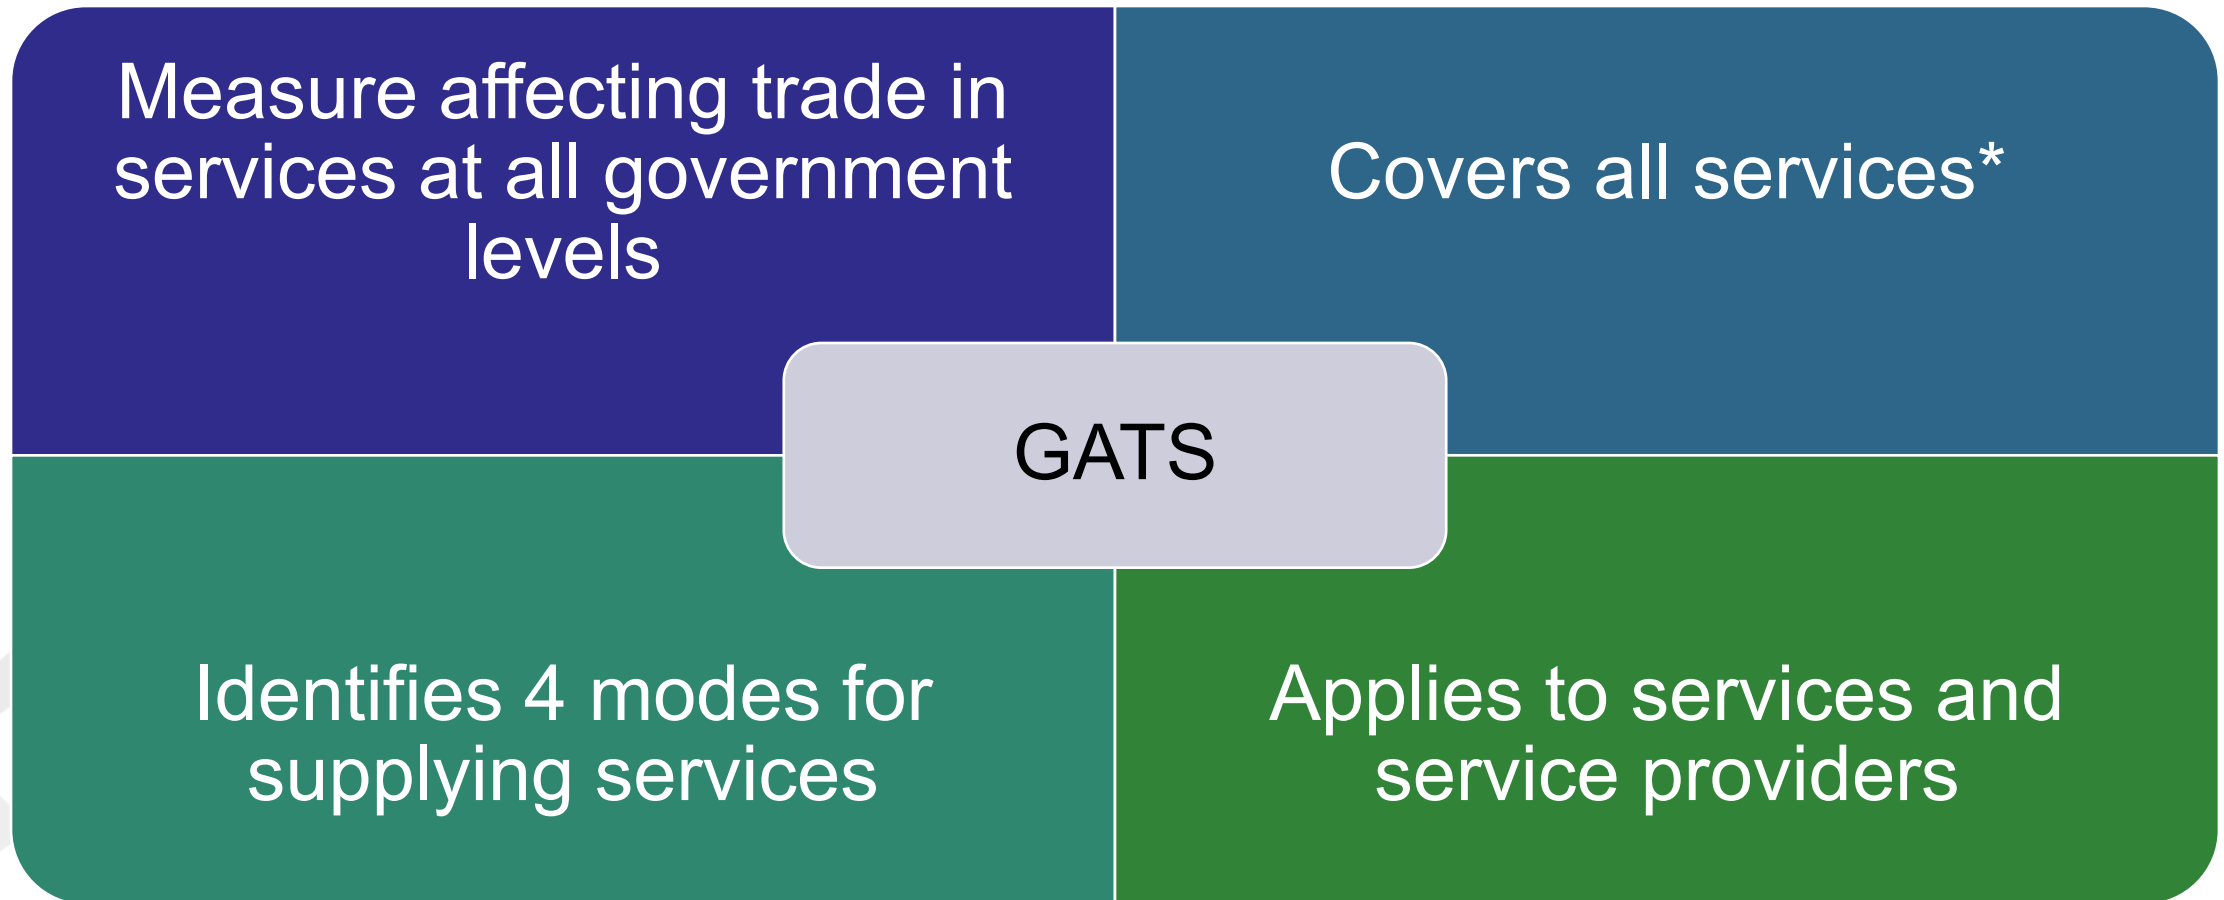 Measure affecting trade in
services at all government
levels
Covers all services*
GATS
Identifies 4 modes for
supplying services
Applies to services and
service providers